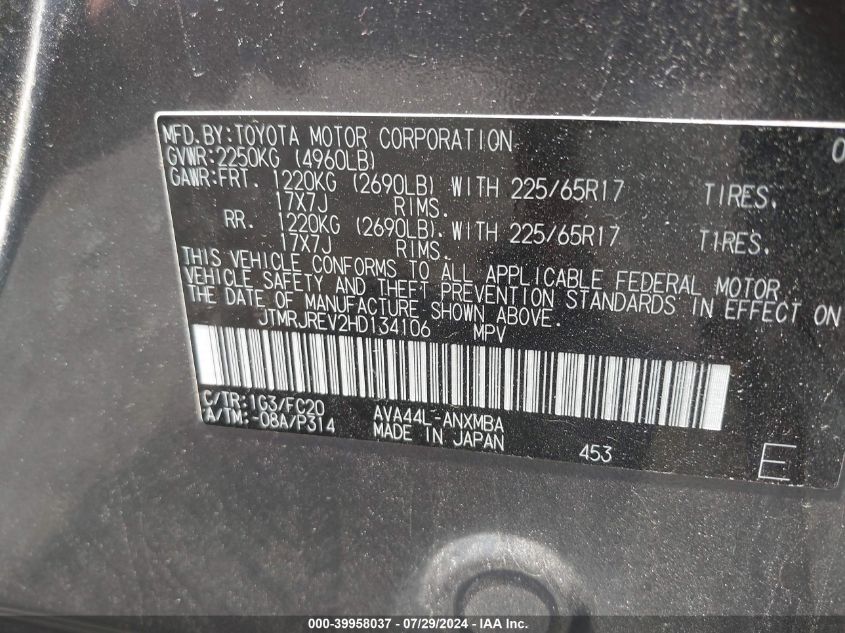 MFD.BY:TOYOTA MOTOR CORPORATION
GVWR:2250KG (4960LB)
GAWR:FRT. 1220KG (2690LB) WITH 225/65R17 TIRES.
17X7J RIMS.
RR. 1220KG (2690LB). WITH 225/65R17 TIRES.
17X7J RIMS.
THIS VEHICLE CONFORMS TO ALL APPLICABLE FEDERAL MOTOR
VEHICLE SAFETY AND THEFT PREVENTION STANDARDS IN EFFECT ON
THE DATE OF MANUFACTURE SHOWN ABOVE.
JTMRJREV2HD134106 MPV
C/TR:1G3/FC20 AVA44L-ANXMBA
A/TM:-08A/P314 MADE IN JAPAN
453 E
000-39958037 / 07/29/2024 - IAA Inc.